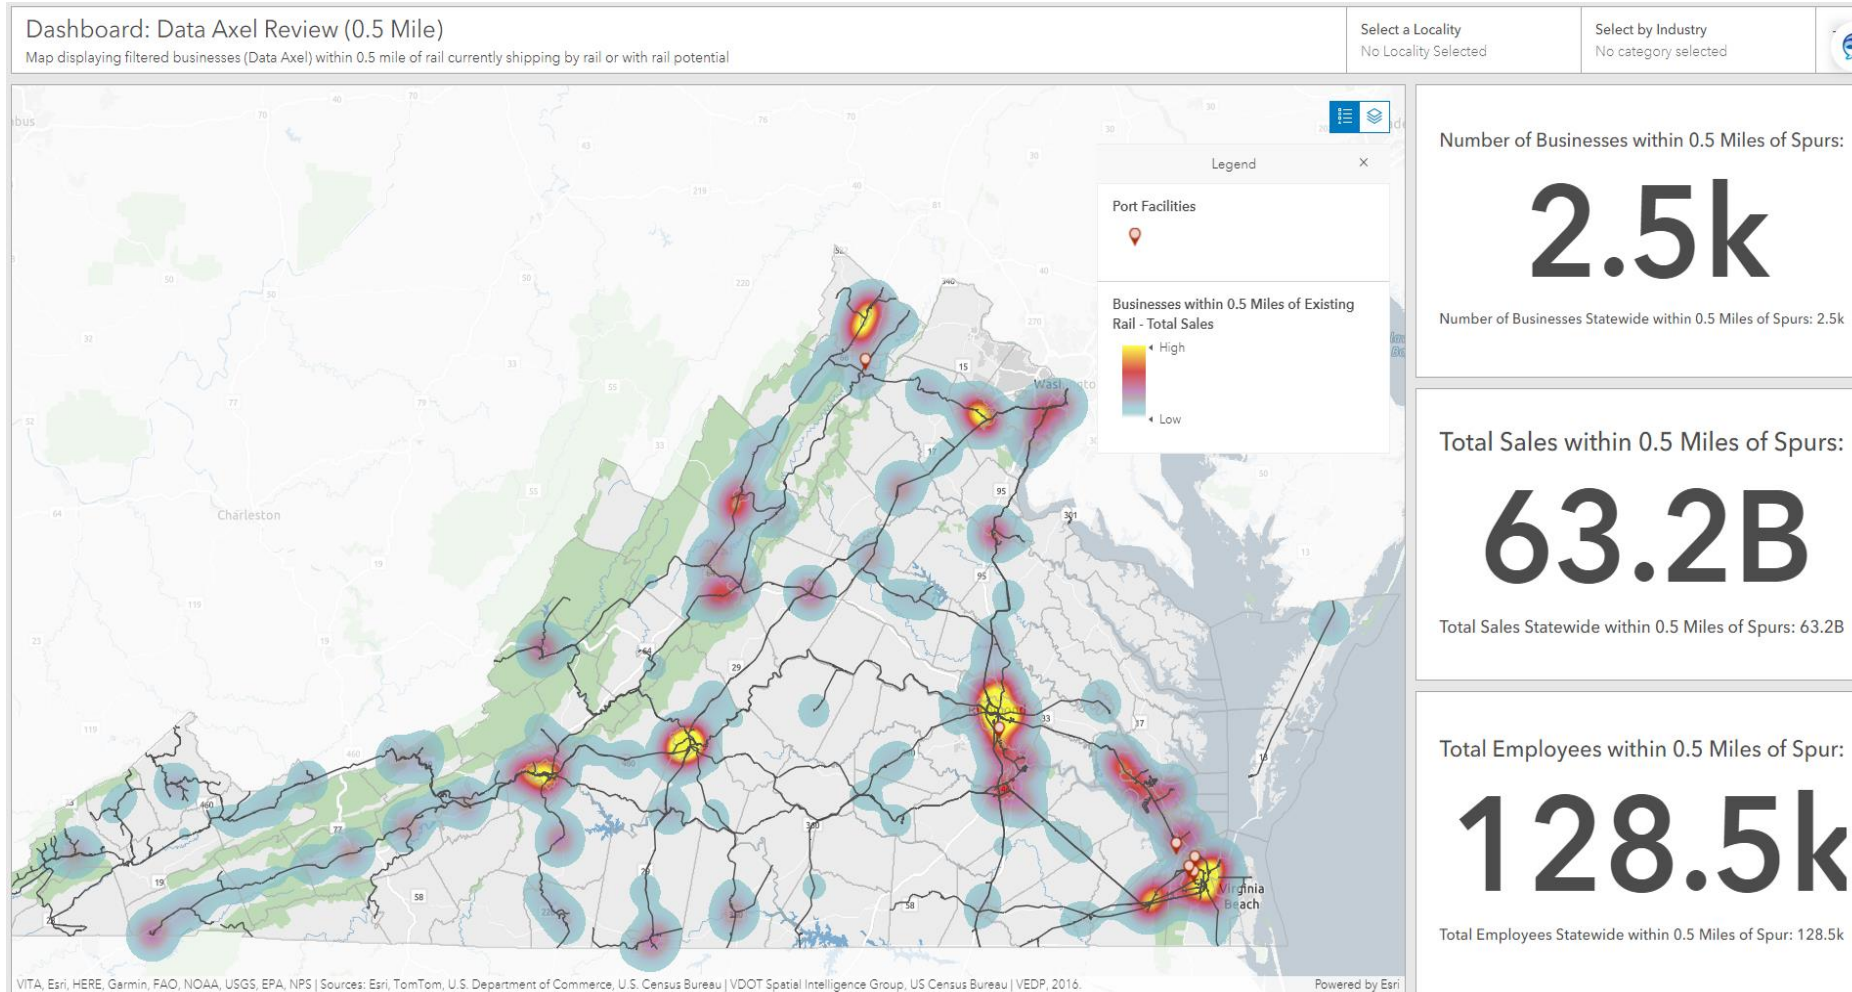 Dashboard: Data Axel Review (0.5 Mile)
Map displaying filtered businesses (Data Axel) within 0.5 mile of rail currently shipping by rail or with rail potential
Select a Locality
No Locality Selected
Select by Industry
No category selected
Legend
Port Facilities
Businesses within 0.5 Miles of Existing
Rail - Total Sales
High
Low
Charleston
Virginia
Beach
Number of Businesses within 0.5 Miles of Spurs:
2.5k
Number of Businesses Statewide within 0.5 Miles of Spurs: 2.5k
Total Sales within 0.5 Miles of Spurs:
63.2B
Total Sales Statewide within 0.5 Miles of Spurs: 63.2B
Total Employees within 0.5 Miles of Spur:
128.5k
Total Employees Statewide within 0.5 Miles of Spur: 128.5k
VITA, Esri, HERE, Garmin, FAO, NOAA, USGS, EPA, NPS | Sources: Esri, TomTom, U.S. Department of Commerce, U.S. Census Bureau | VDOT Spatial Intelligence Group, US Census Bureau | VEDP, 2016.
Powered by Esri